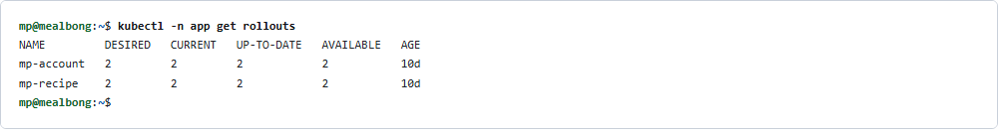 mp@mealbong:~$ kubectl -n app get rollouts
NAME DESIRED CURRENT UP-TO-DATE AVAILABLE AGE
mp-account 2 2 2 2 10d
mp-recipe 2 2 2 2 10d
mp@mealbong:~$